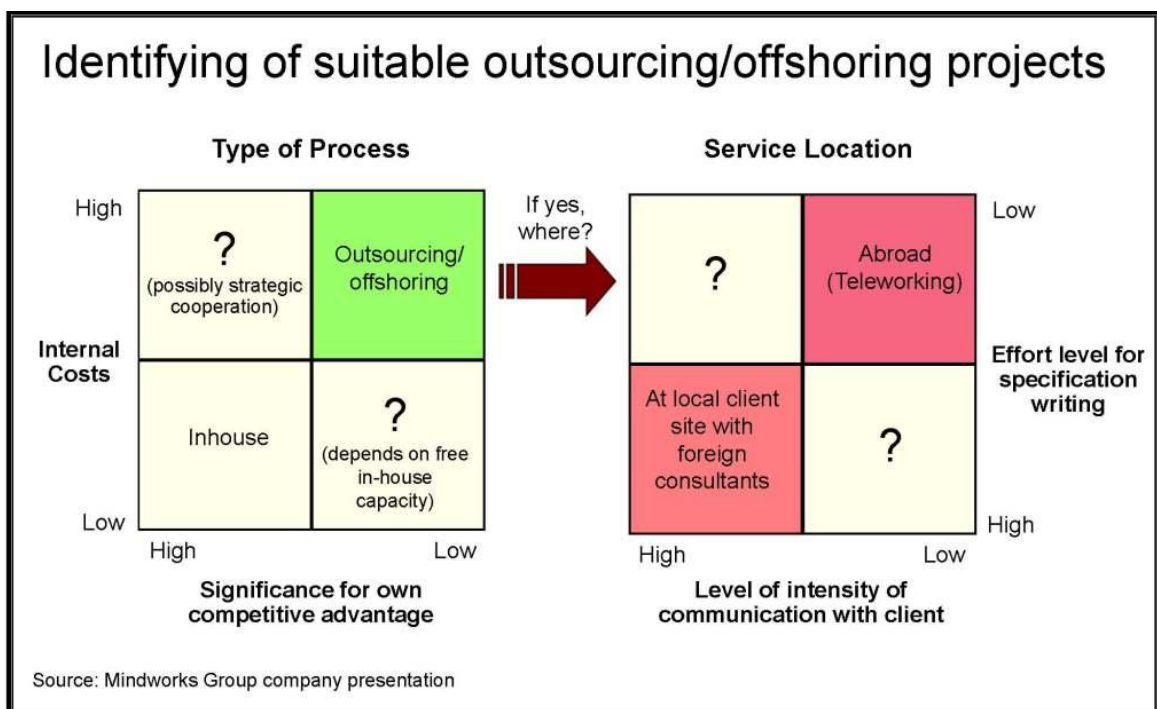 Identifying of suitable outsourcing/offshoring projects
Type of Process
High
Internal
Costs
Low
?
(possibly strategic
cooperation)
Outsourcing/
offshoring
Inhouse
?
(depends on free
in-house
capacity)
High
Low
Significance for own
competitive advantage
If yes,
where?
Service Location
?
Abroad
(Teleworking)
At local client
site with
foreign
consultants
?
Low
Effort level for
specification
writing
High
High
Low
Level of intensity of
communication with client
Source: Mindworks Group company presentation